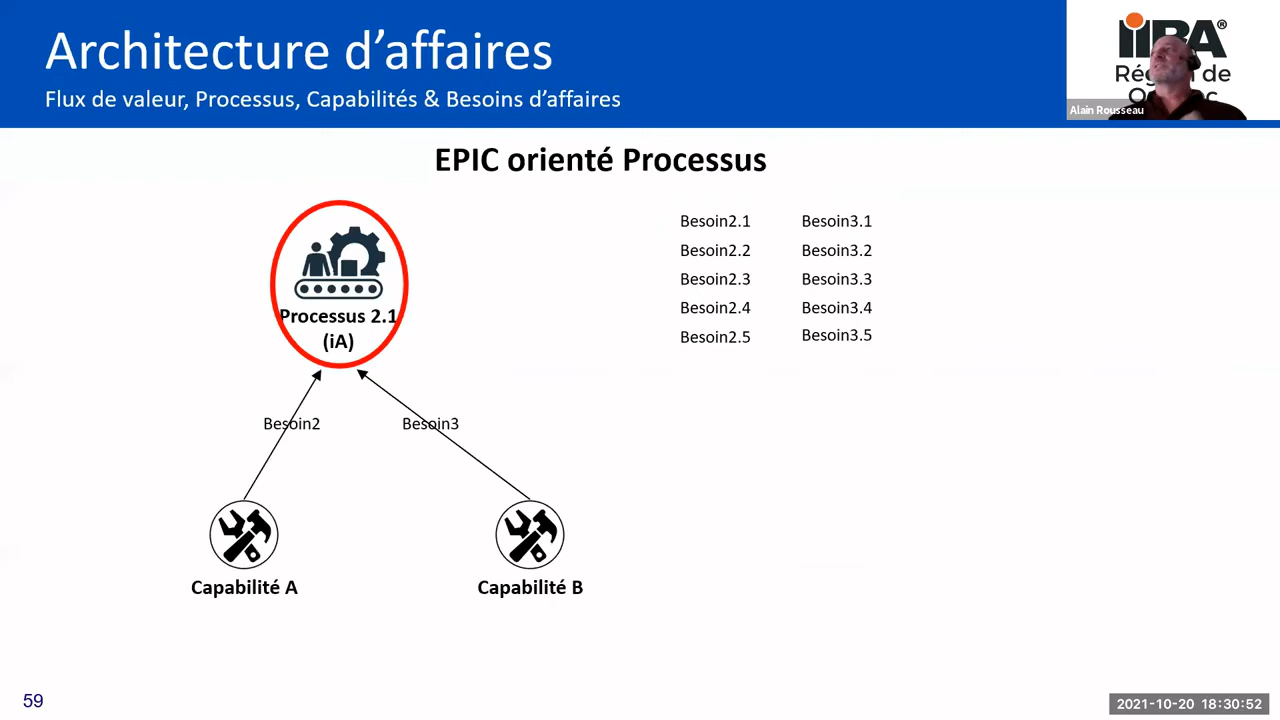 Architecture d’affaires
Flux de valeur, Processus, Capabilités & Besoins d’affaires
IIBA®
Alain Rousseau
EPIC orienté Processus
Processus 2.1
(iA)
Besoin2.1 Besoin3.1
Besoin2.2 Besoin3.2
Besoin2.3 Besoin3.3
Besoin2.4 Besoin3.4
Besoin2.5 Besoin3.5
Besoin2 Besoin3
Capabilité A Capabilité B
59
2021-10-20 18:30:52